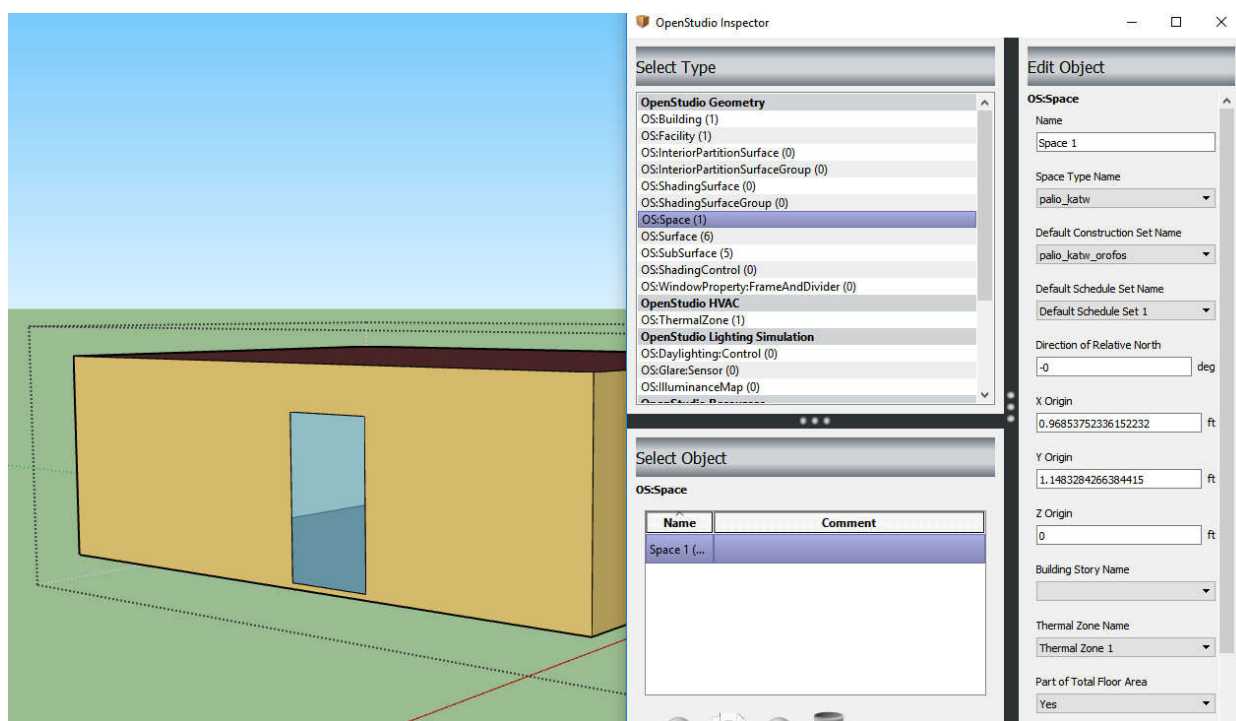 OpenStudio Inspector
Select Type
OpenStudio Geometry
OS:Building (1)
OS:Facility (1)
OS:InteriorPartitionSurface (0)
OS:InteriorPartitionSurfaceGroup (0)
OS:ShadingSurface (0)
OS:ShadingSurfaceGroup (0)
OS:Space (1)
OS:Surface (6)
OS:SubSurface (5)
OS:ShadingControl (0)
OS:WindowProperty:FrameAndDivider (0)
OpenStudio HVAC
OS:ThermalZone (1)
OpenStudio Lighting Simulation
OS:Daylighting:Control (0)
OS:Glare:Sensor (0)
OS:IlluminanceMap (0)
OpenStudio Resources
Select Object
OS:Space
Name Comment
Space 1 (...
Edit Object
OS:Space
Name
Space 1
Space Type Name
palio_katw
Default Construction Set Name
palio_katw_orofos
Default Schedule Set Name
Default Schedule Set 1
Direction of Relative North
-0 deg
X Origin
0.96853752336152232 ft
Y Origin
1.1483284266384415 ft
Z Origin
0 ft
Building Story Name
Thermal Zone Name
Thermal Zone 1
Part of Total Floor Area
Yes